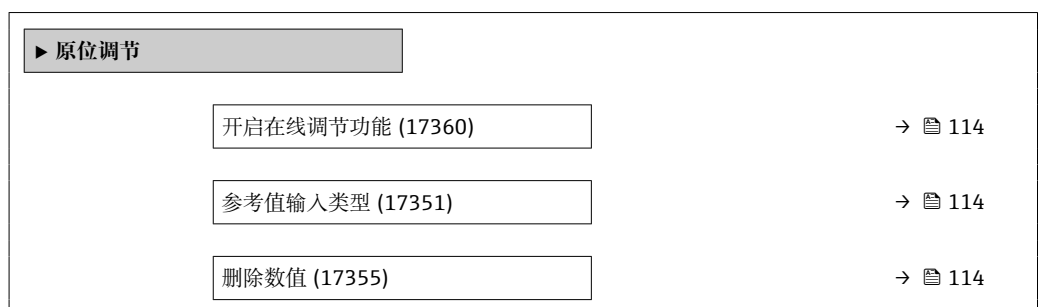 ▶ 原位调节
开启在线调节功能 (17360) → 🖹 114
参考值输入类型 (17351) → 🖹 114
删除数值 (17355) → 🖹 114